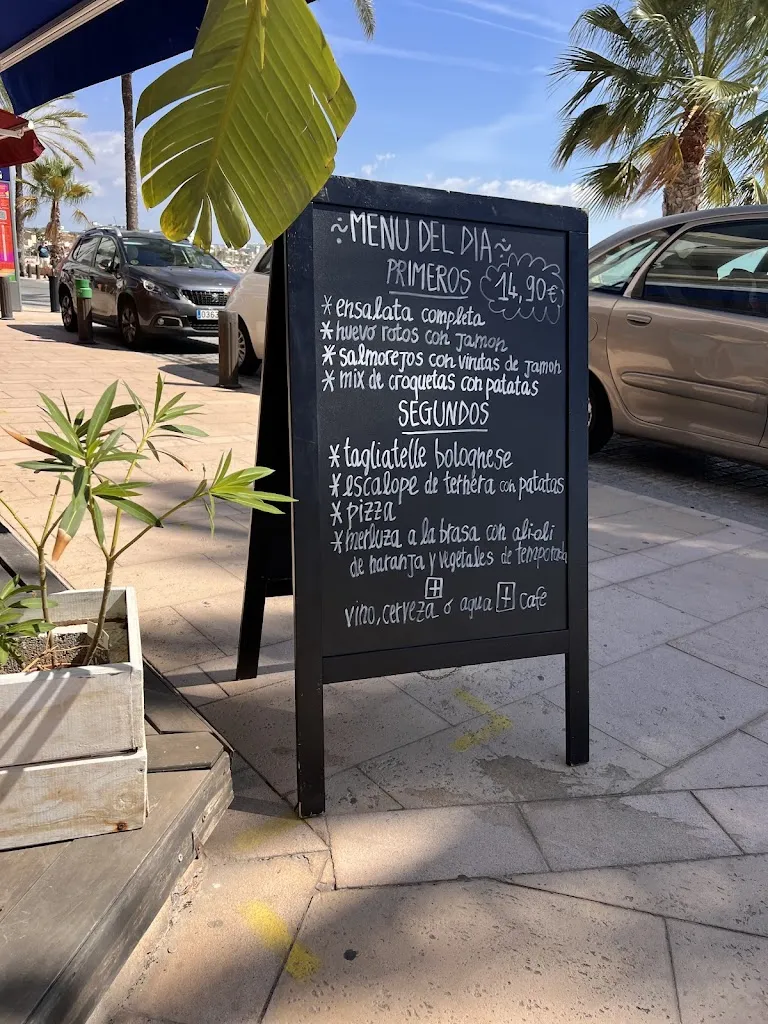 ~MENU DEL DIA~
PRIMEROS
14,90€
*ensalata completa
*huevo rotos con jamon
*salmorejos con virutas de jamon
*mix de croquetas con patatas
SEGUNDOS
*tagliatelle bolognese
*escalope de ternera con patatas
*pizza
*merluza a la brasa con alioli
de naranja y vegetales de temporada
+
vino, cerveza o agua + cafe